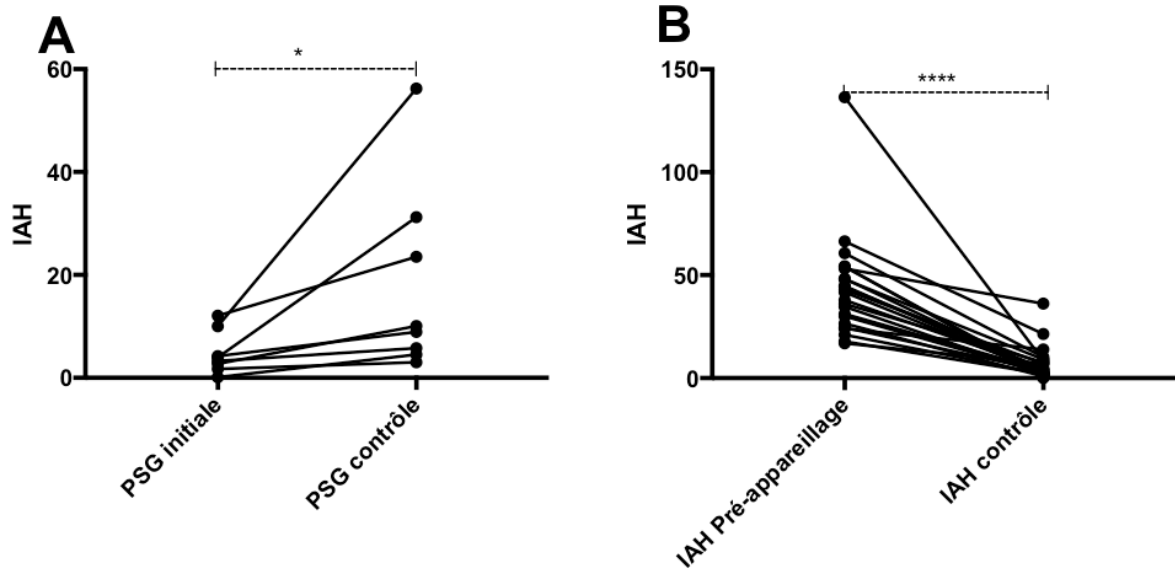 A
*
60
40
20
0
IAH
PSG initiale
PSG contrôle
B
****
150
100
50
0
IAH
IAH Pré-appareillage
IAH contrôle